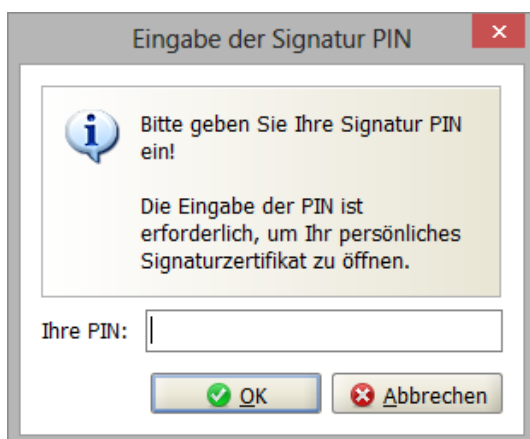 Eingabe der Signatur PIN
Bitte geben Sie Ihre Signatur PIN
ein!
Die Eingabe der PIN ist
erforderlich, um Ihr persönliches
Signaturzertifikat zu öffnen.
Ihre PIN:
OK
Abbrechen